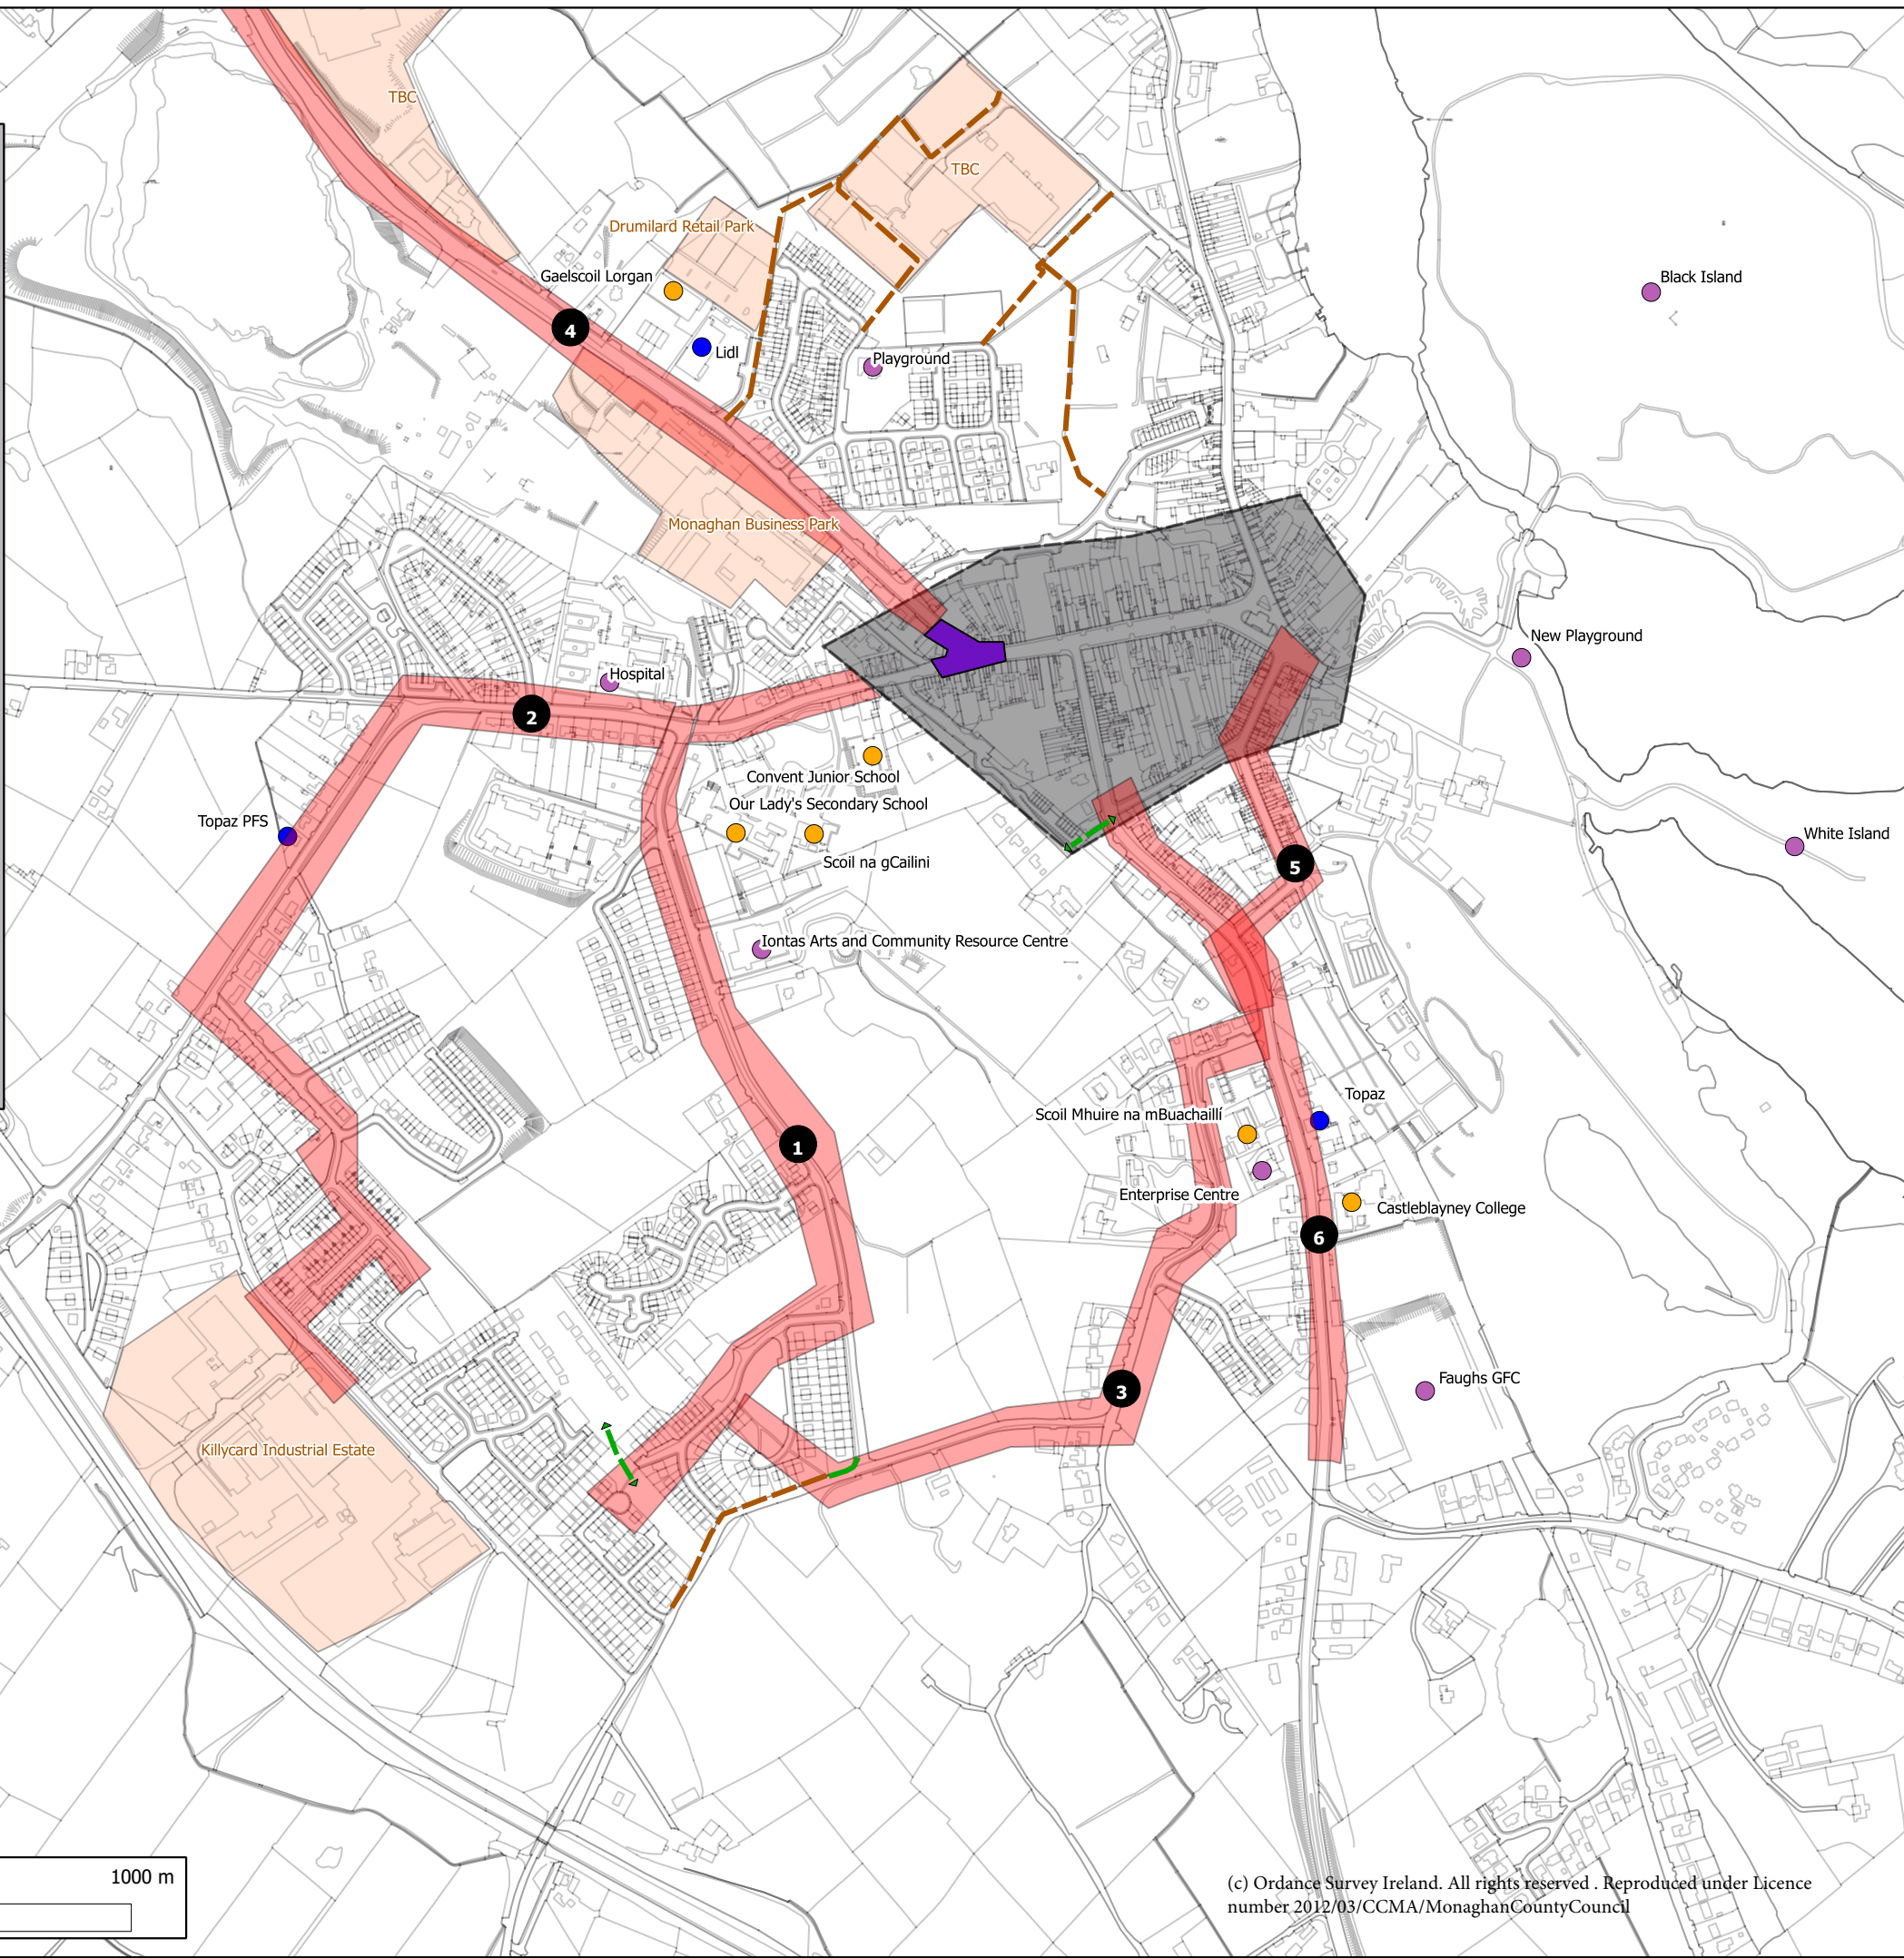 TBC
TBC
Drumilard Retail Park
Gaelscoil Lorgan
Black Island
4
Lidl
Playground
Monaghan Business Park
New Playground
Hospital
2
Convent Junior School
Our Lady's Secondary School
Topaz PFS
White Island
Scoil na gCailini
5
Iontas Arts and Community Resource Centre
Topaz
Scoil Mhuire na mBuachaillí
1
Enterprise Centre
Castleblayney College
6
Faughs GFC
3
Killycard Industrial Estate
1000 m
(c) Ordance Survey Ireland. All rights reserved . Reproduced under Licence
number 2012/03/CCMA/MonaghanCountyCouncil